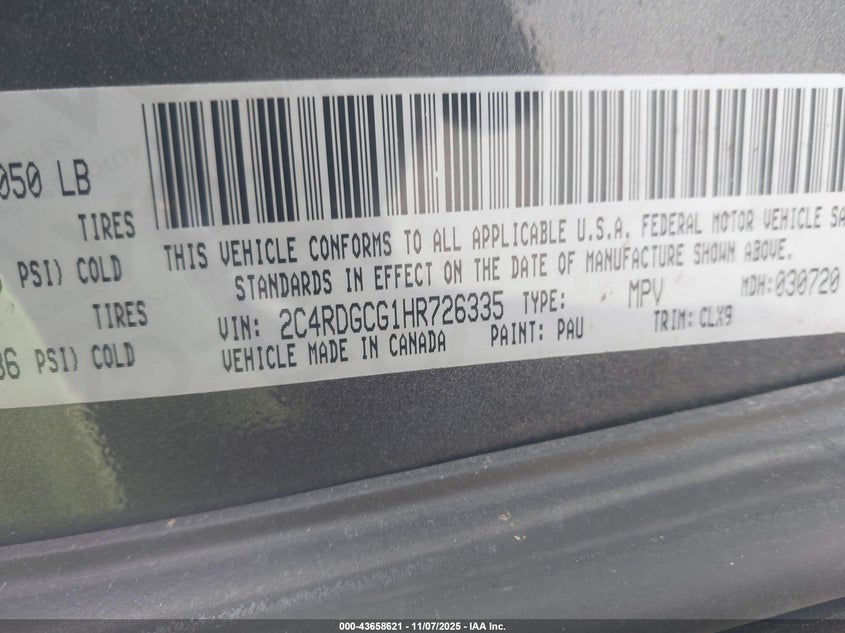 050 LB
TIRES
PSI) COLD
TIRES
36 PSI) COLD
THIS VEHICLE CONFORMS TO ALL APPLICABLE U.S.A. FEDERAL MOTOR VEHICLE SA
STANDARDS IN EFFECT ON THE DATE OF MANUFACTURE SHOWN ABOVE.
VIN: 2C4RDGCG1HR726335 TYPE: MPV MDH:030720
VEHICLE MADE IN CANADA PAINT: PAU TRIM: CLX9
000-43658621 - 11/07/2025 - IAA Inc.